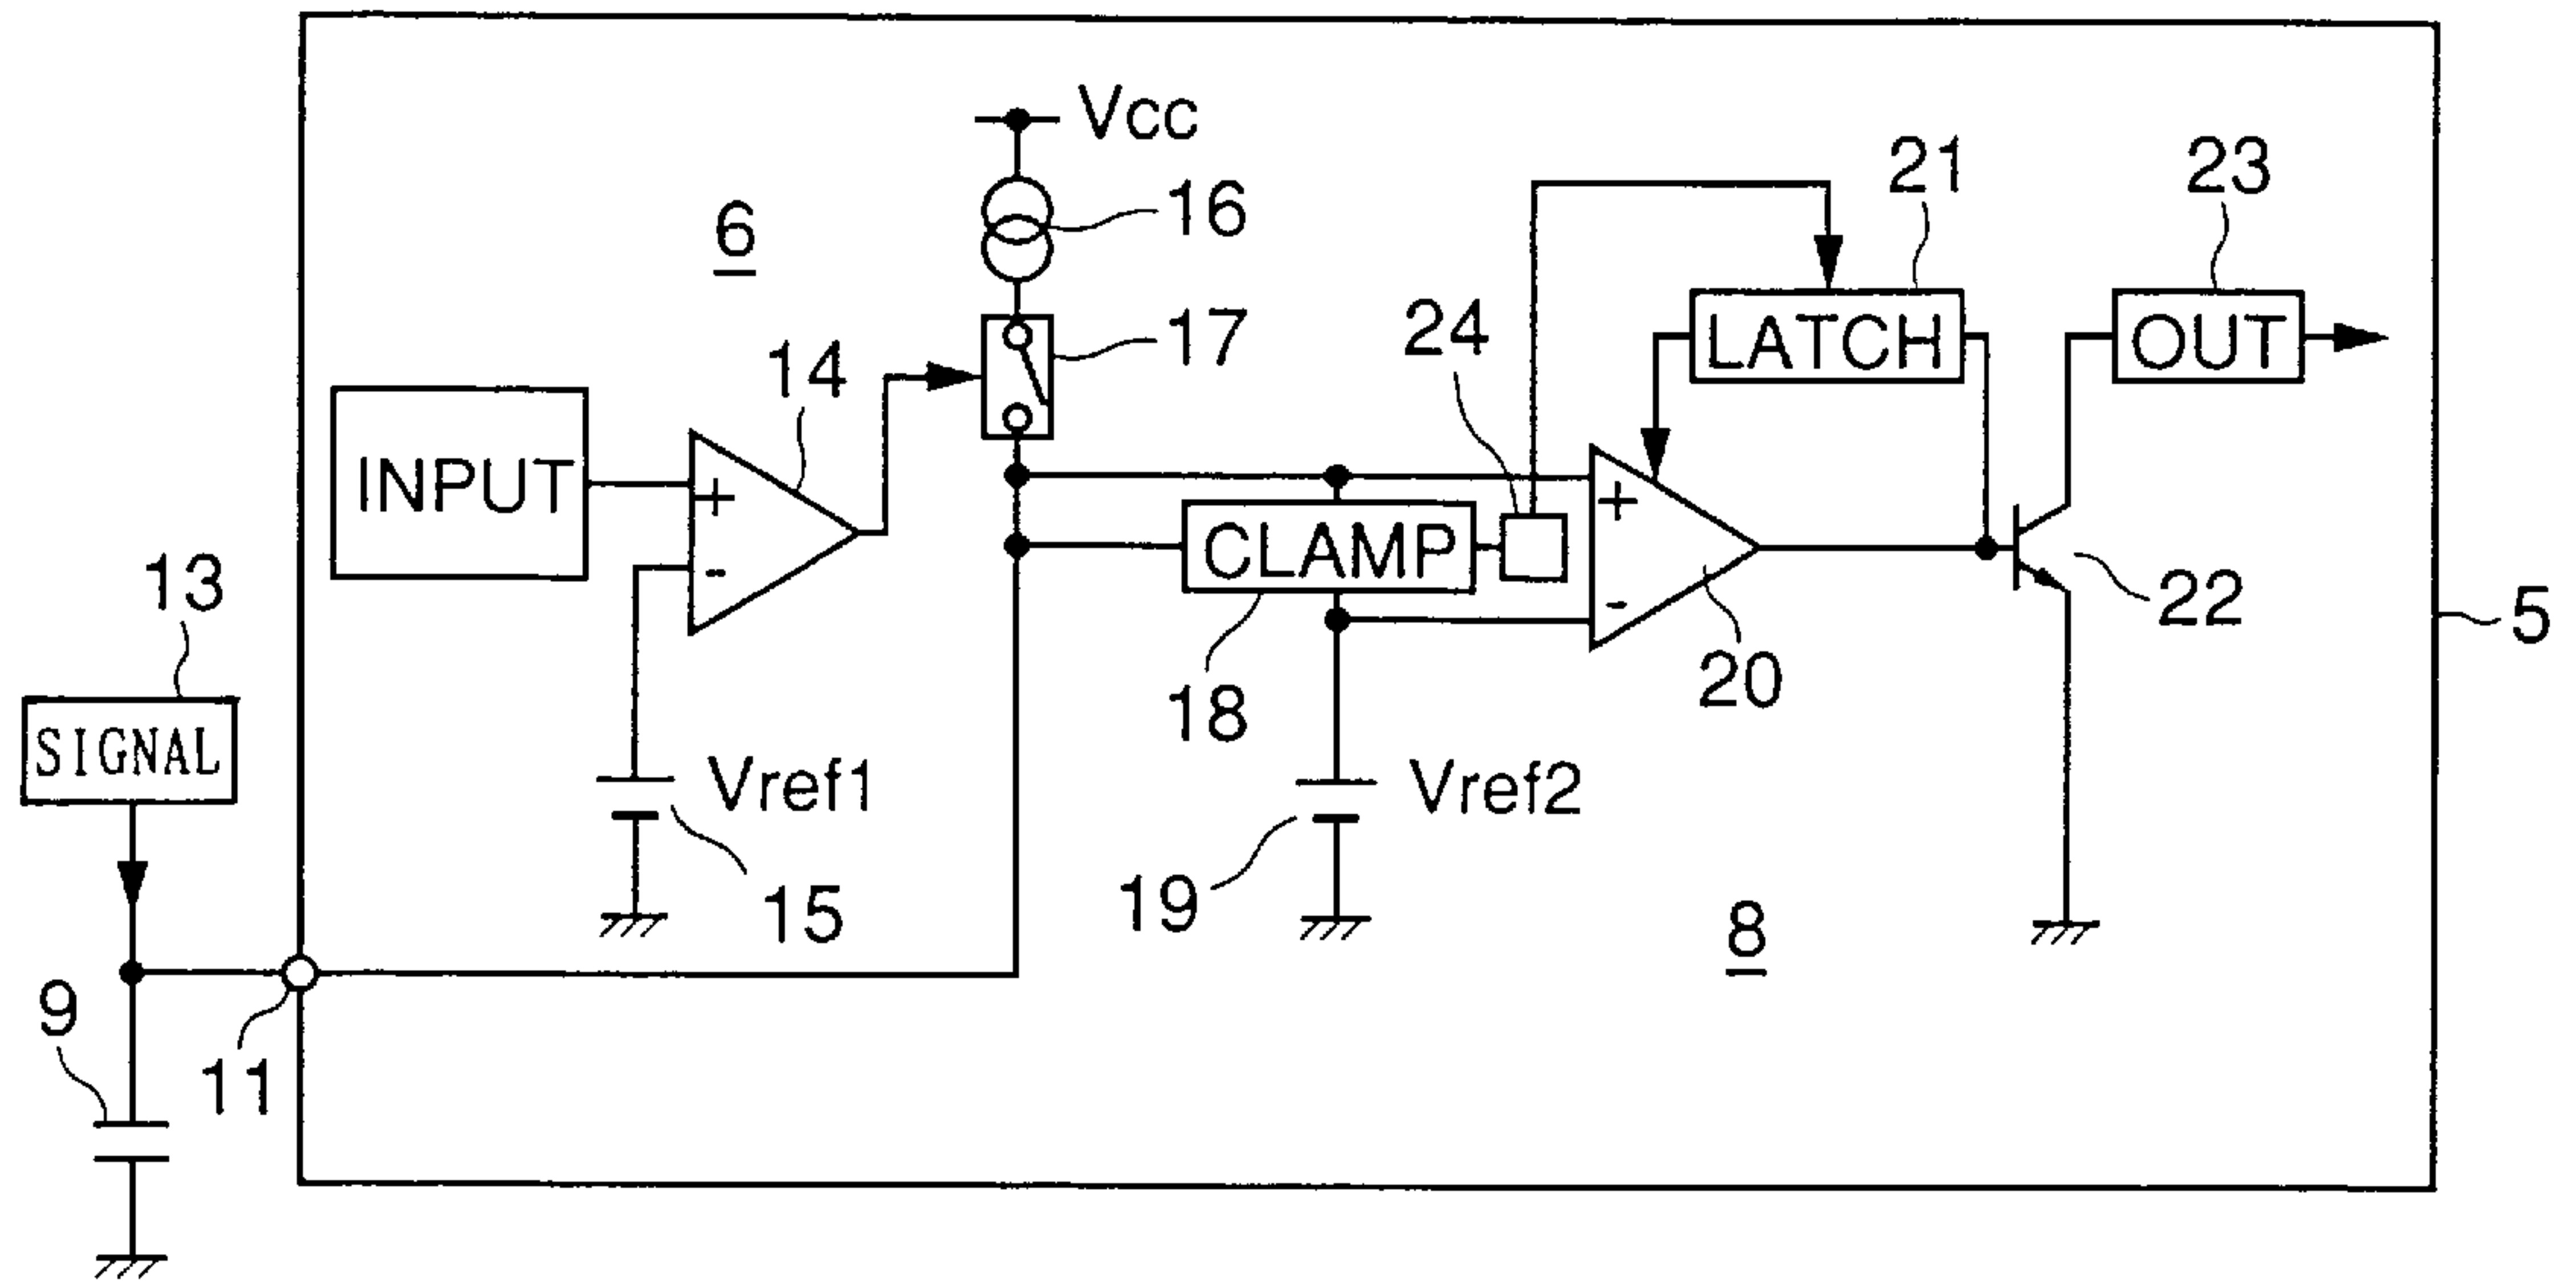 Vcc
21
23
16
6
24
17
14
LATCH
OUT
INPUT
+
+
CLAMP
13
-
-
22
5
20
18
SIGNAL
Vref1
Vref2
15
19
8
9
11